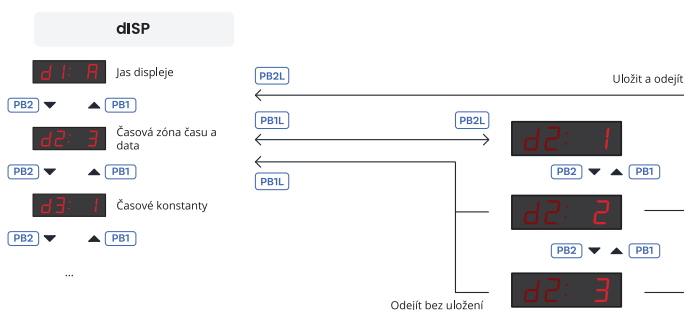 dISP
d1: A Jas displeje
PB2L
Uložit a odejít
PB2 PB1
PB1L PB2L
d2: 3 Časová zóna času a
data
d2: 1
PB2 PB1
PB2 PB1
PB1L
d3: 1 Časové konstanty
d2: 2
PB2 PB1
PB2 PB1
...
d2: 3
Odejít bez uložení